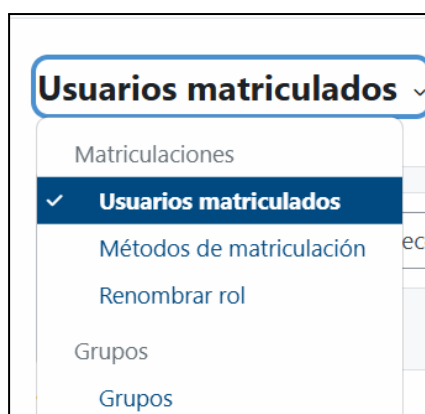 Usuarios matriculados
Matriculaciones
Usuarios matriculados
Métodos de matriculación
Renombrar rol
Grupos
Grupos